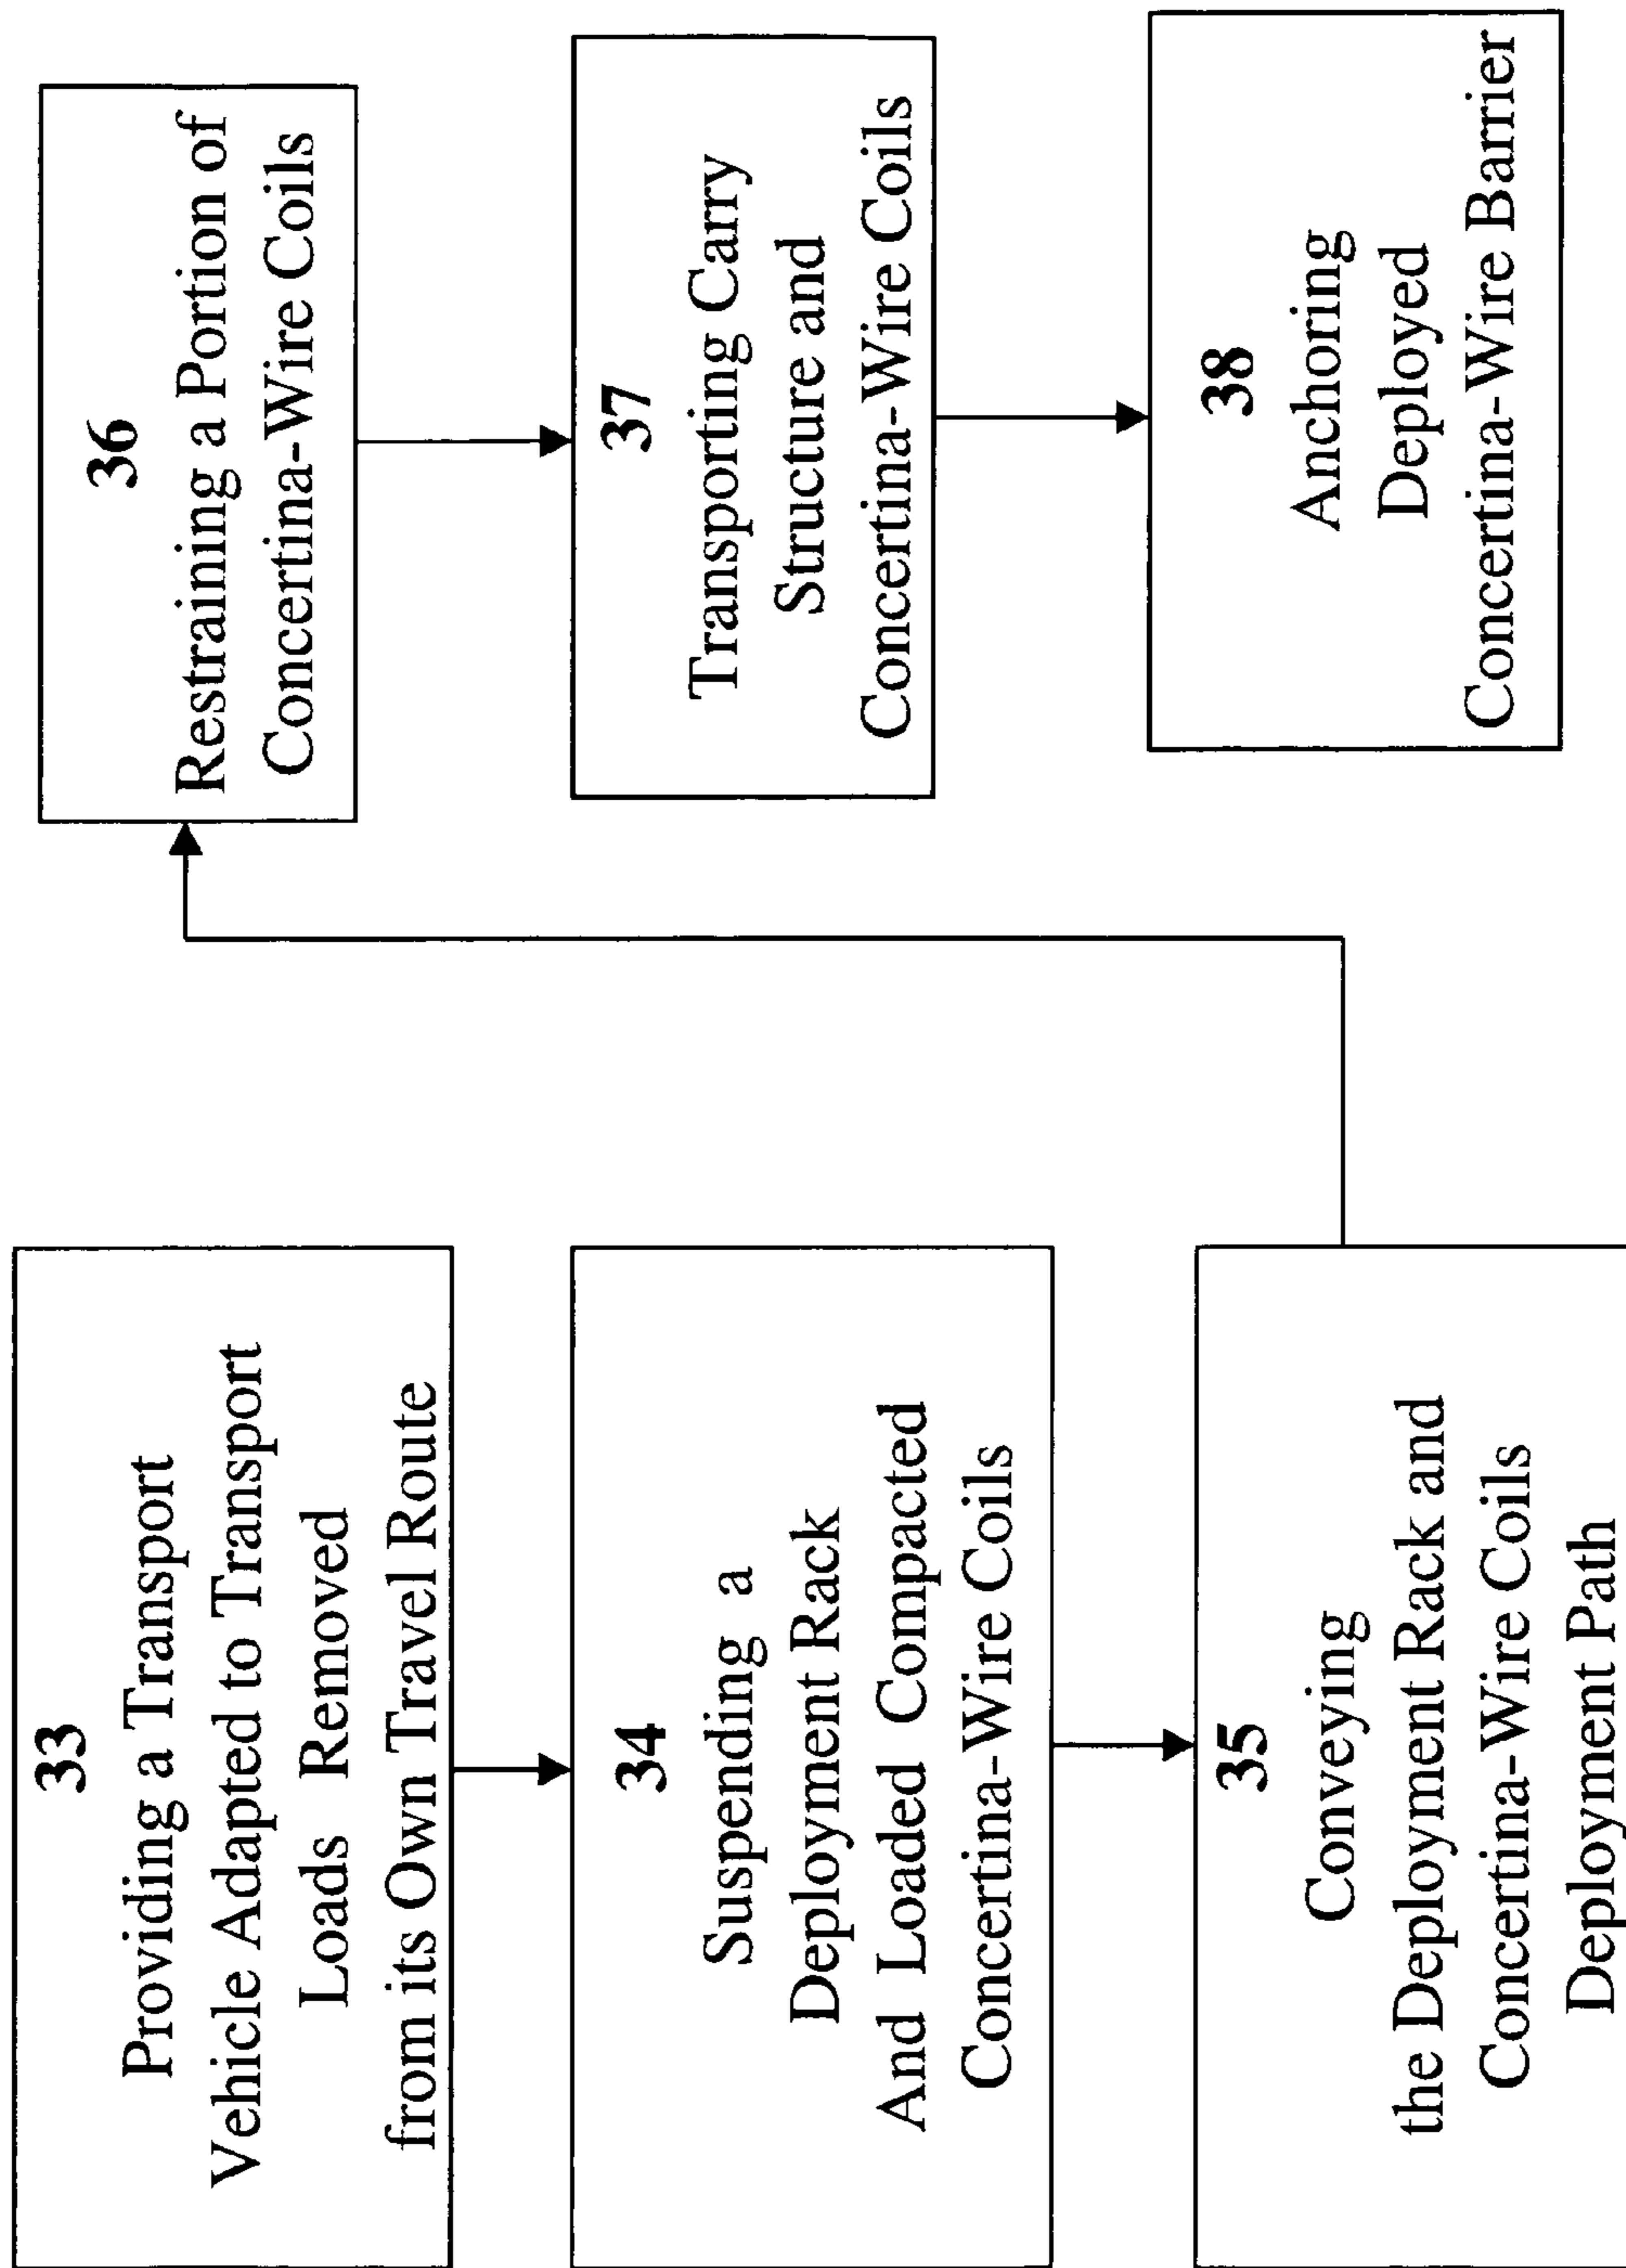 33
Providing a Transport
Vehicle Adapted to Transport
Loads Removed
from its Own Travel Route
34
Suspending a
Deployment Rack
And Loaded Compacted
Concertina-Wire Coils
35
Conveying
the Deployment Rack and
Concertina-Wire Coils
Deployment Path
36
Restraining a Portion of
Concertina-Wire Coils
37
Transporting Carry
Structure and
Concertina-Wire Coils
38
Anchoring
Deployed
Concertina-Wire Barrier